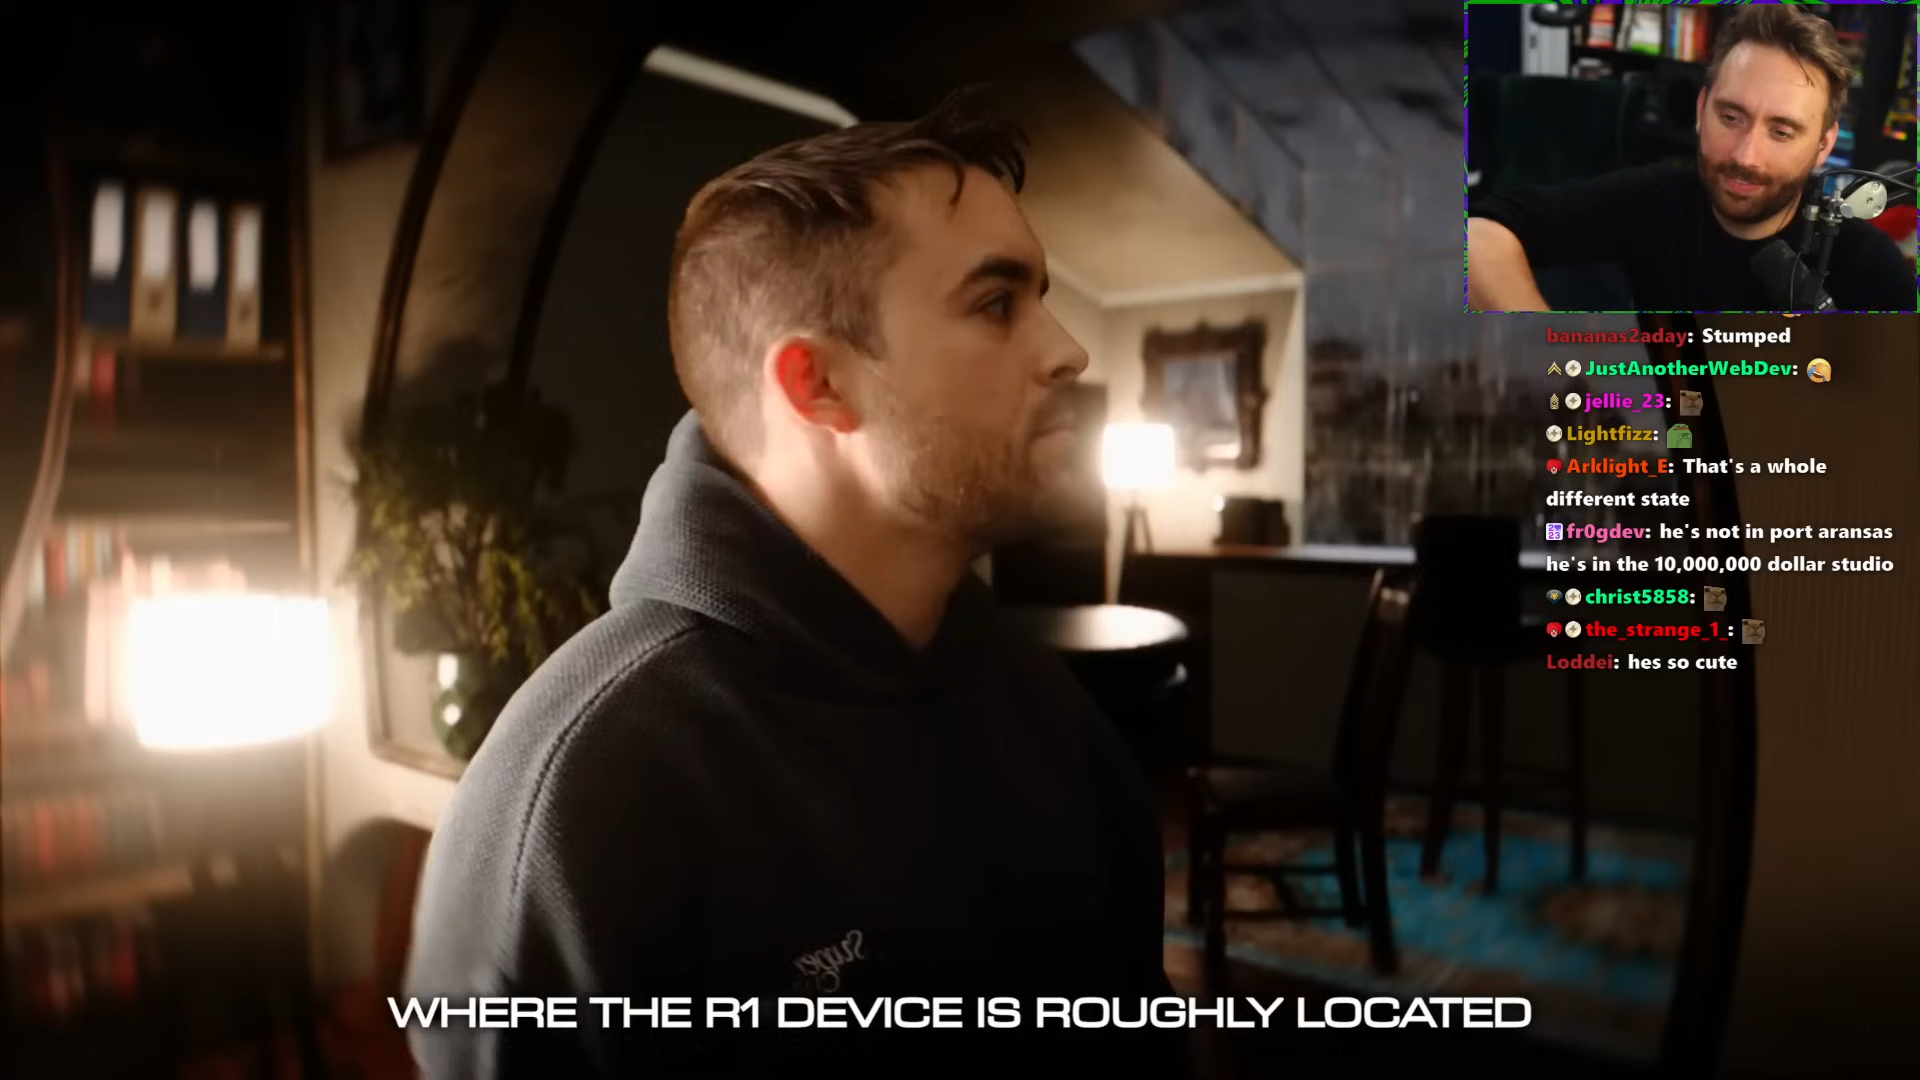 bananas2aday: Stumped
JustAnotherWebDev:
jellie_23:
Lightfizz:
Arklight_E: That's a whole
different state
fr0gdev: he's not in port aransas
he's in the 10,000,000 dollar studio
christ5858:
the_strange_1_:
Loddei: hes so cute
Super
WHERE THE R1 DEVICE IS ROUGHLY LOCATED